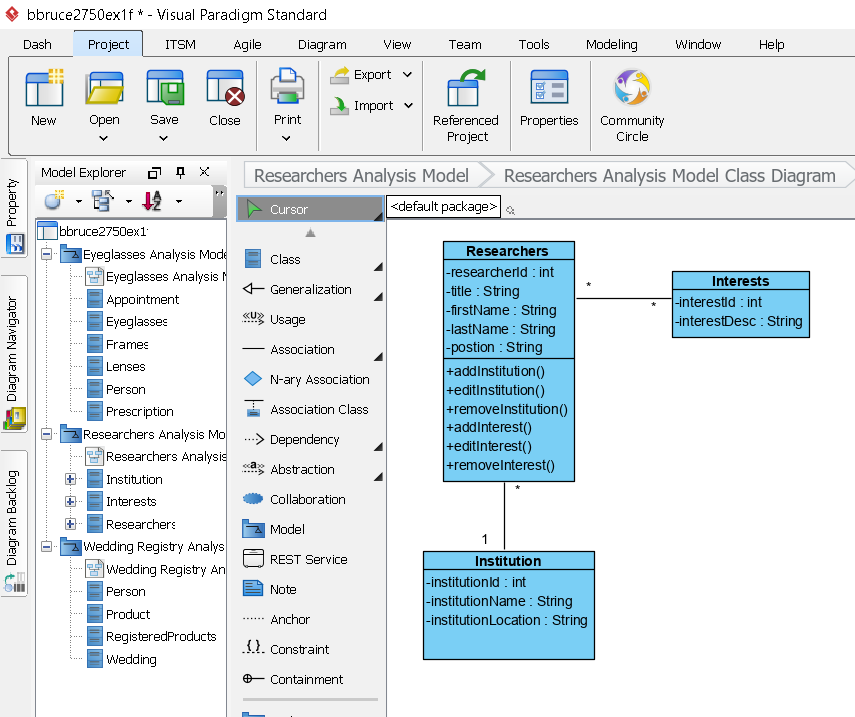 bbruce2750ex1f * - Visual Paradigm Standard
Dash Project ITSM Agile Diagram View Team Tools Modeling Window Help
New Open Save Close Print Export Import Referenced Project Properties Community Circle
Property
Diagram Navigator
Diagram Backlog
Model Explorer
bbruce2750ex1
Eyeglasses Analysis Mode
Eyeglasses Analysis M
Appointment
Eyeglasses
Frames
Lenses
Person
Prescription
Researchers Analysis Mo
Researchers Analysis
Institution
Interests
Researchers
Wedding Registry Analys
Wedding Registry An
Person
Product
RegisteredProducts
Wedding
Researchers Analysis Model Researchers Analysis Model Class Diagram
Cursor
Class
Generalization
<<U>> Usage
Association
N-ary Association
Association Class
Dependency
<<a>> Abstraction
Collaboration
Model
REST Service
Note
Anchor
{} Constraint
Containment
<default package>
Researchers
-researcherId : int
-title : String
-firstName : String
-lastName : String
-postion : String
+addInstitution()
+editInstitution()
+removeInstitution()
+addInterest()
+editInterest()
+removeInterest()
*
*
Interests
-interestId : int
-interestDesc : String
*
1
Institution
-institutionId : int
-institutionName : String
-institutionLocation : String